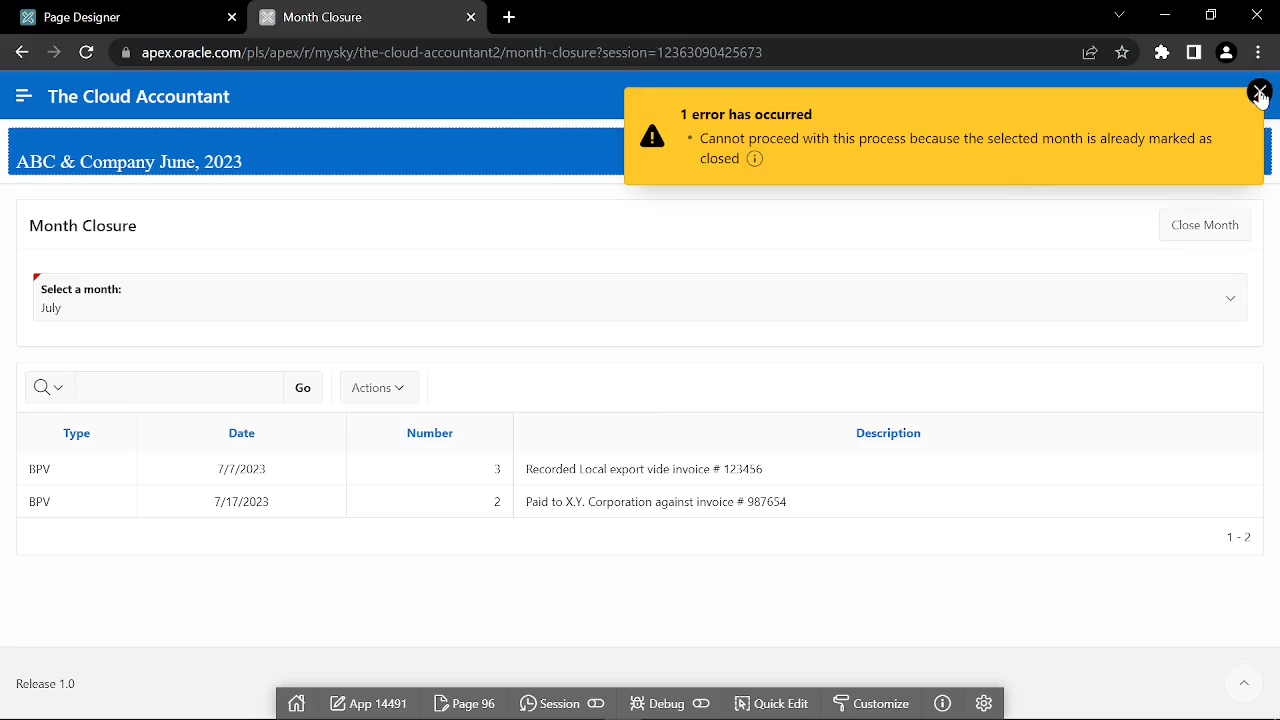 Page Designer
Month Closure
apex.oracle.com/pls/apex/r/mysky/the-cloud-accountant2/month-closure?session=12363090425673
The Cloud Accountant
1 error has occurred
Cannot proceed with this process because the selected month is already marked as
closed
ABC & Company June, 2023
Month Closure
Close Month
Select a month:
July
Go
Actions
Type Date Number Description
BPV 7/7/2023 3 Recorded Local export vide invoice # 123456
BPV 7/17/2023 2 Paid to X.Y. Corporation against invoice # 987654
1 - 2
Release 1.0
App 14491 Page 96 Session Debug Quick Edit Customize